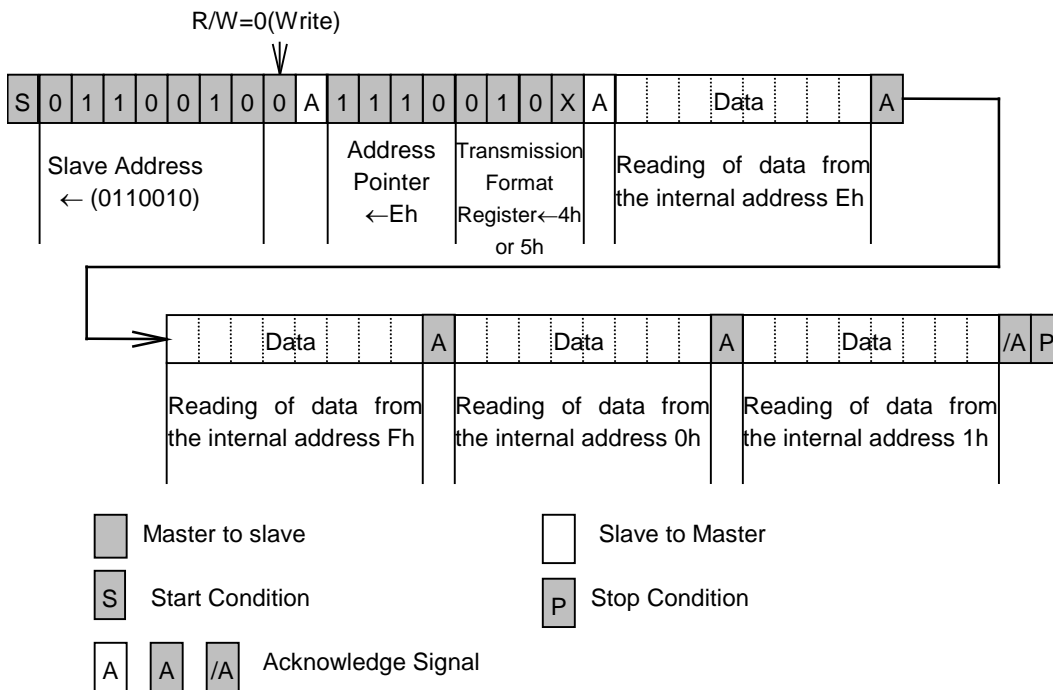 R/W=0(Write)
S 0 1 1 0 0 1 0 0 A 1 1 1 0 0 1 0 X A Data A
Slave Address
← (0110010)
Address
Pointer
←Eh
Transmission
Format
Register←4h
or 5h
Reading of data from
the internal address Eh
Data A Data A Data /A P
Reading of data from
the internal address Fh
Reading of data from
the internal address 0h
Reading of data from
the internal address 1h
Master to slave
Slave to Master
S Start Condition
P Stop Condition
A A /A Acknowledge Signal